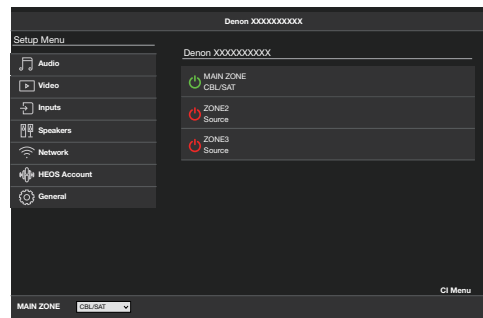 Denon XXXXXXXXXX
Setup Menu
Audio
Video
Inputs
Speakers
Network
HEOS Account
General
Denon XXXXXXXXXX
MAIN ZONE
CBL/SAT
ZONE2
Source
ZONE3
Source
CI Menu
MAIN ZONE CBL/SAT